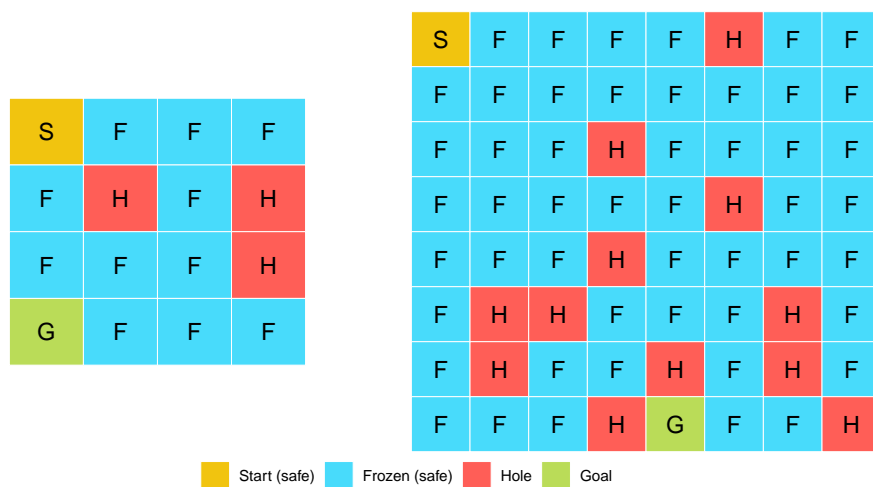 S F F F
F H F H
F F F H
G F F F
S F F F F H F F
F F F F F F F F
F F F H F F F F
F F F F F H F F
F F F H F F F F
F H H F F F H F
F H F F H F H F
F F F H G F F H
Start (safe) Frozen (safe) Hole Goal